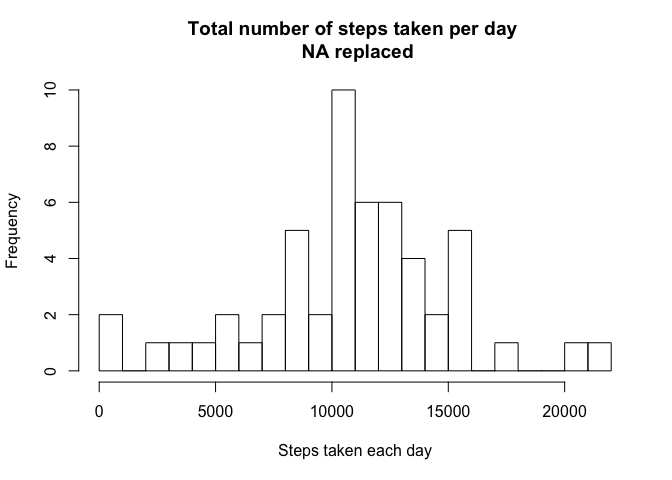 Total number of steps taken per day
NA replaced
Frequency
10
8
6
4
2
0
0 5000 10000 15000 20000
Steps taken each day